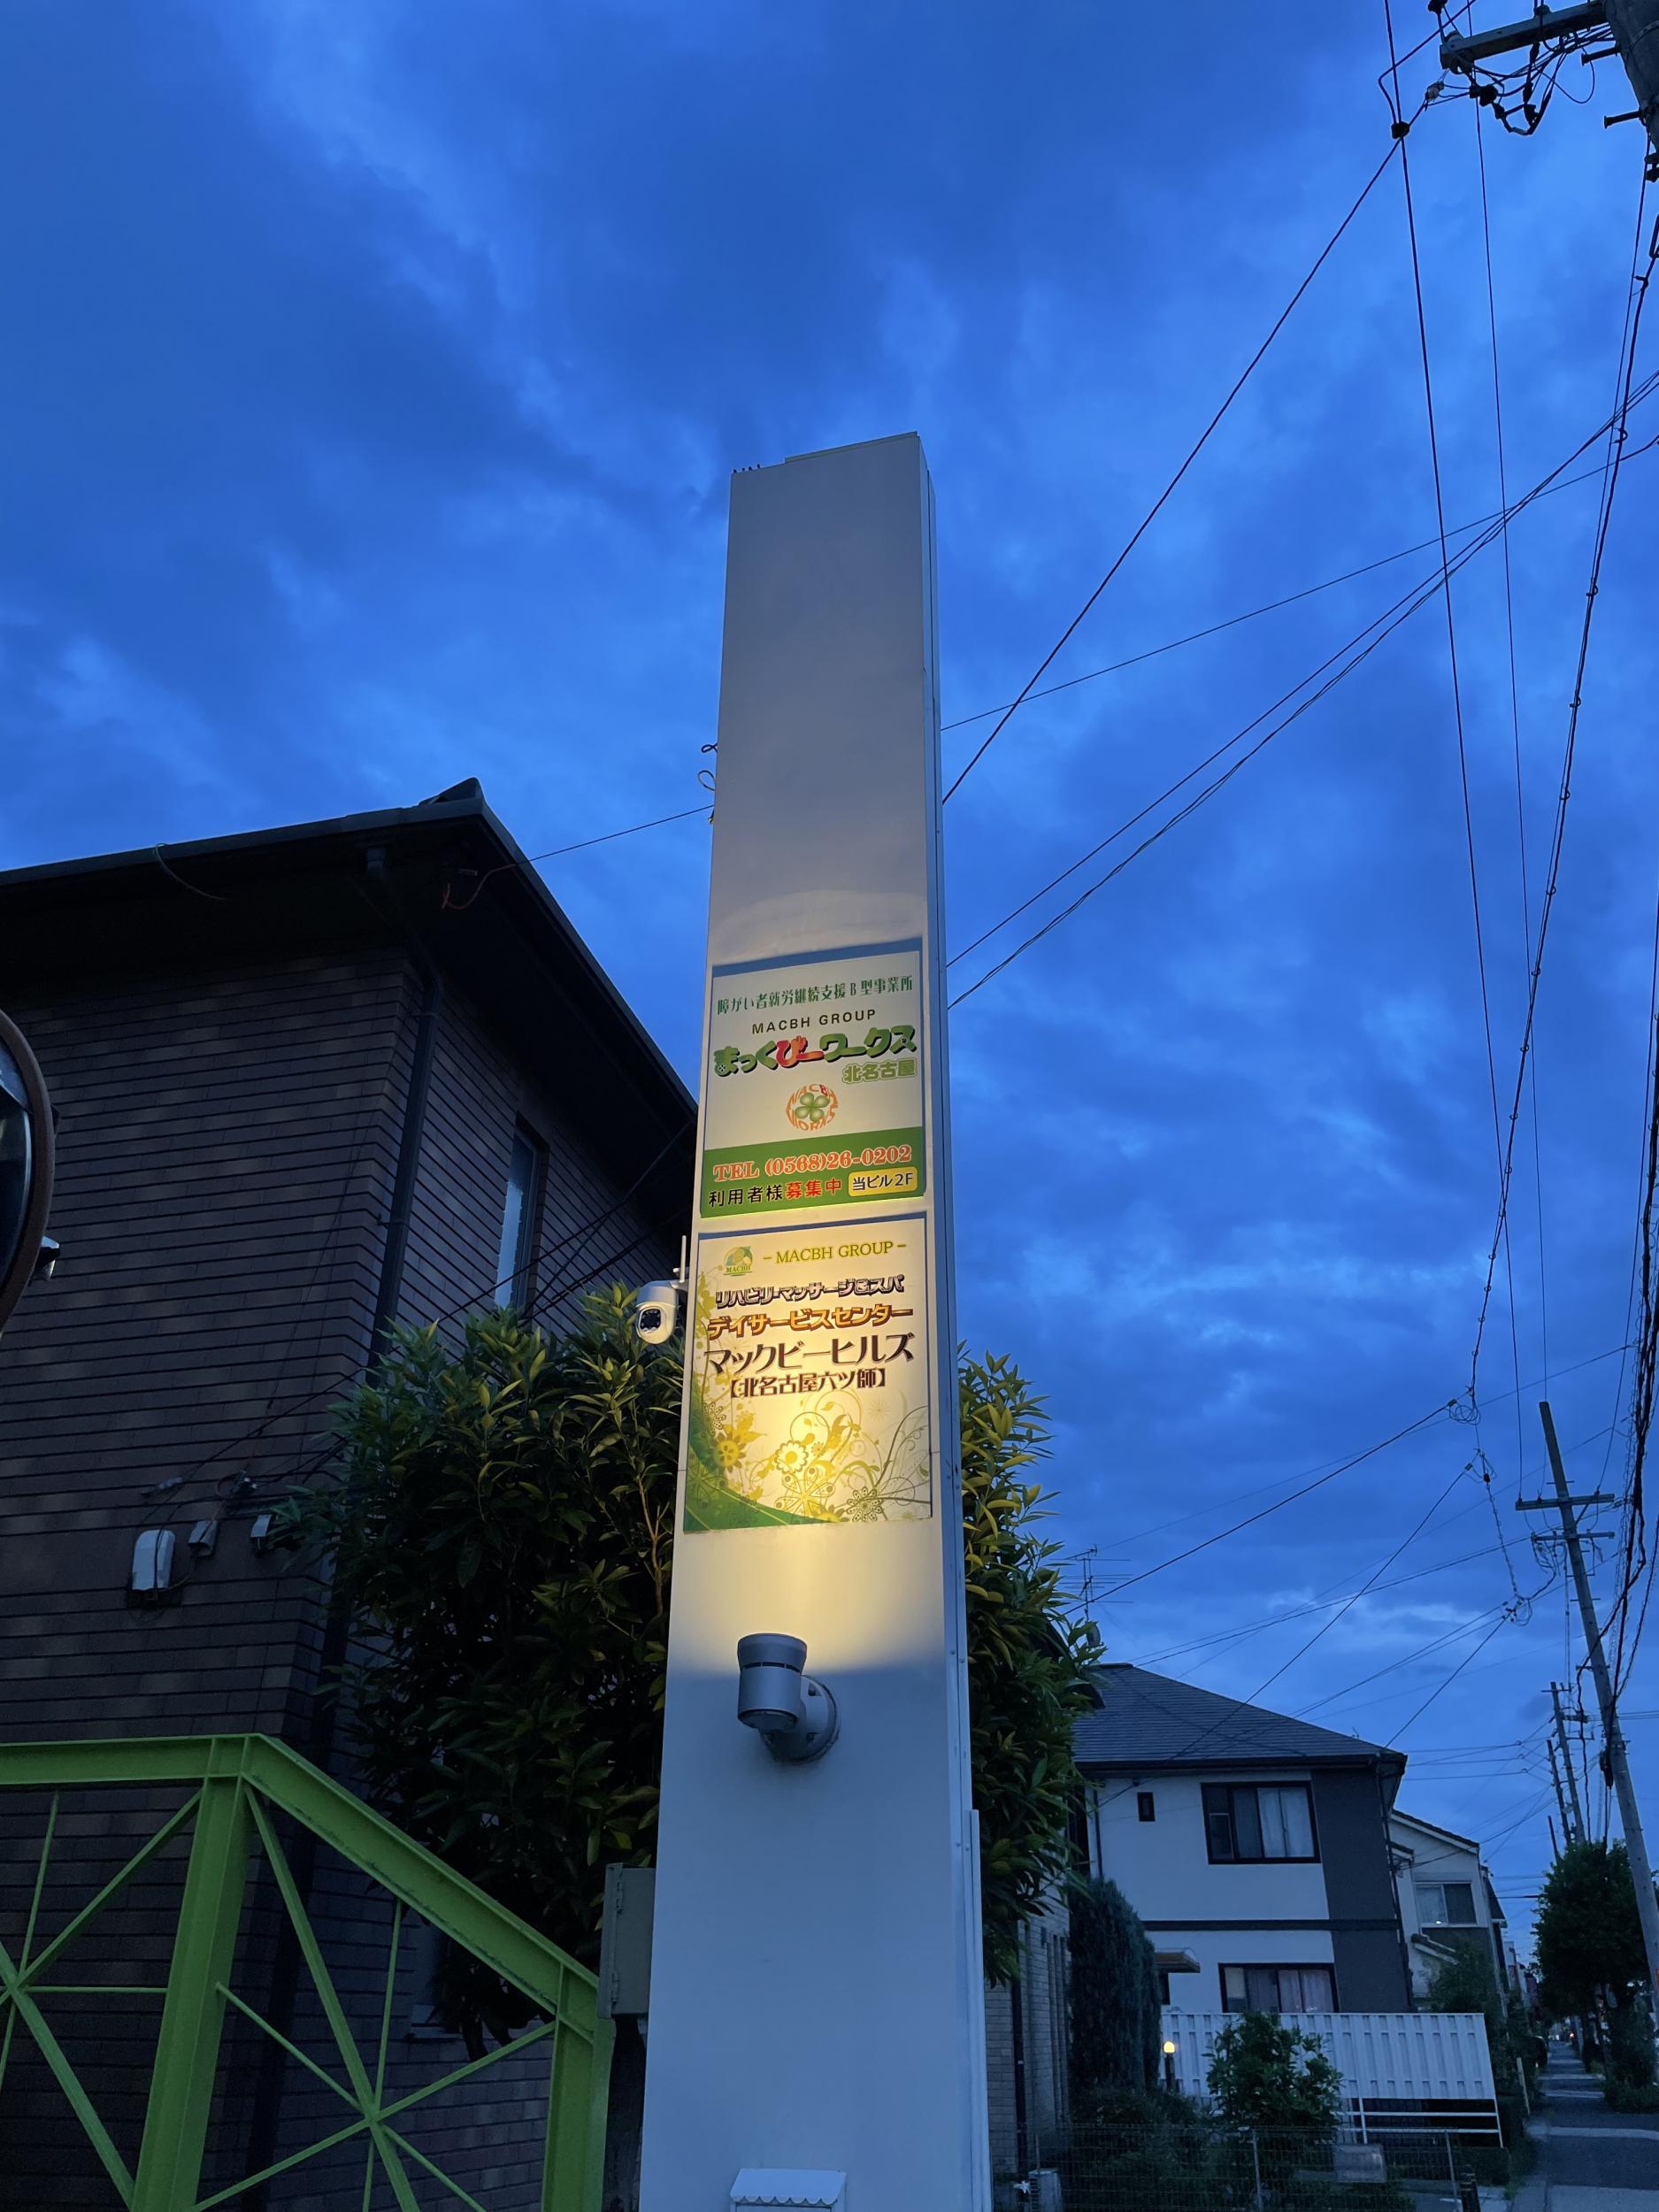 障がい者就労継続支援B型事業所
MACBH GROUP
まっくびーワークス
北名古屋
MACBH WORKS
TEL (0568)26-0202
利用者様募集中 当ビル2F
MACBH
－MACBH GROUP－
リハビリ・マッサージ&スパ
デイサービスセンター
マックビーヒルズ
【北名古屋六ツ師】